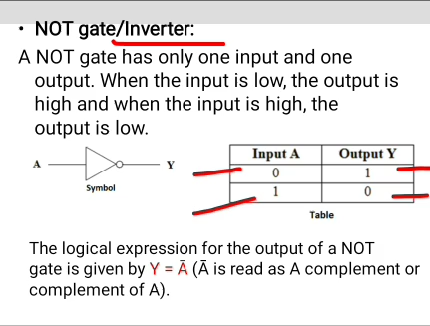 • NOT gate/Inverter:
A NOT gate has only one input and one
output. When the input is low, the output is
high and when the input is high, the
output is low.
A Y
Symbol
Input A Output Y
0 1
1 0
Table
The logical expression for the output of a NOT
gate is given by Y = Ā (Ā is read as A complement or
complement of A).